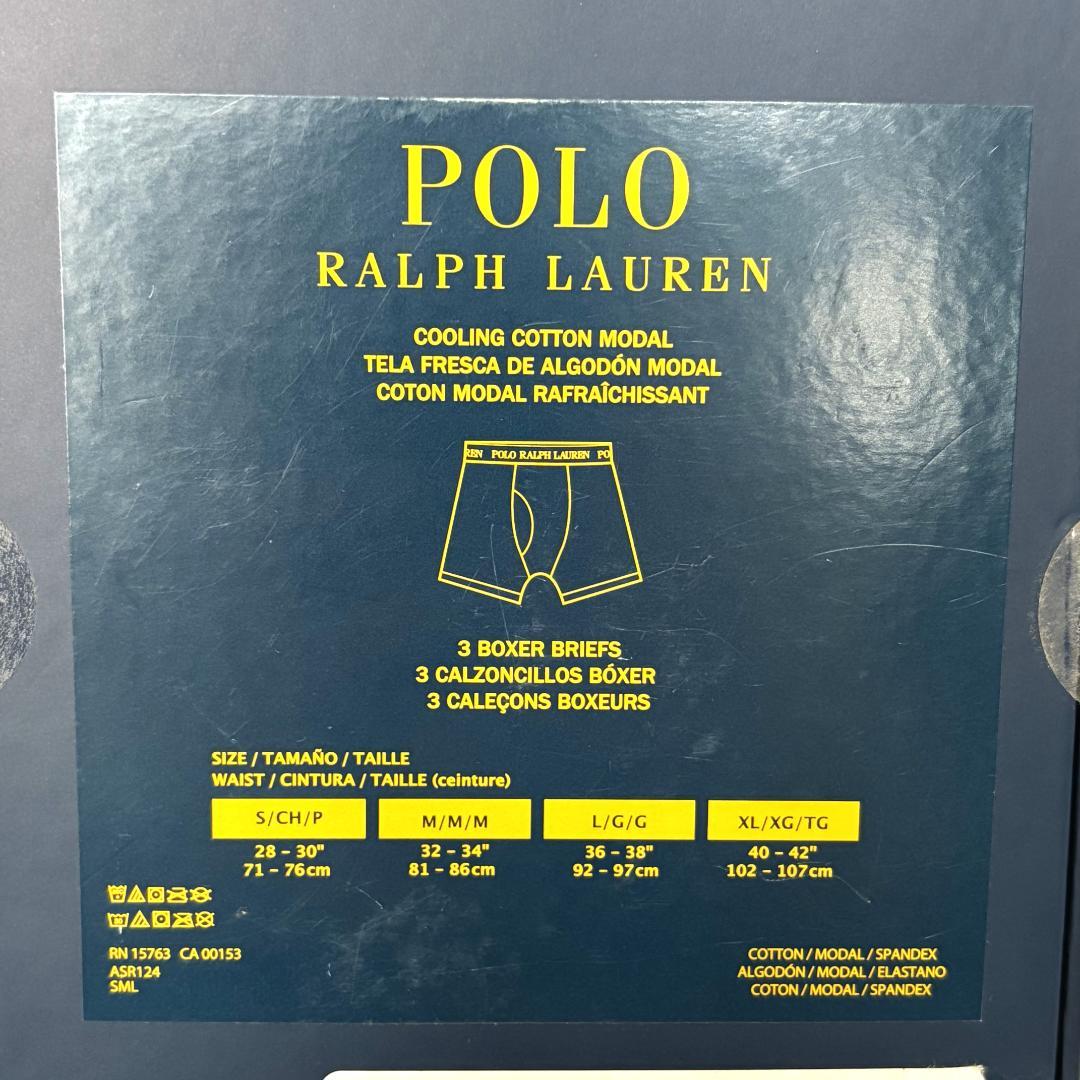 POLO
RALPH LAUREN
COOLING COTTON MODAL
TELA FRESCA DE ALGODÓN MODAL
COTON MODAL RAFRAÎCHISSANT
REN POLO RALPH LAUREN PO
3 BOXER BRIEFS
3 CALZONCILLOS BÓXER
3 CALEÇONS BOXEURS
SIZE / TAMAÑO / TAILLE
WAIST / CINTURA / TAILLE (ceinture)
S/CH/P M/M/M L/G/G XL/XG/TG
28 – 30" 32 – 34" 36 – 38" 40 – 42"
71 – 76cm 81 – 86cm 92 – 97cm 102 – 107cm
RN 15763 CA 00153
ASR124
SML
COTTON / MODAL / SPANDEX
ALGODÓN / MODAL / ELASTANO
COTON / MODAL / SPANDEX